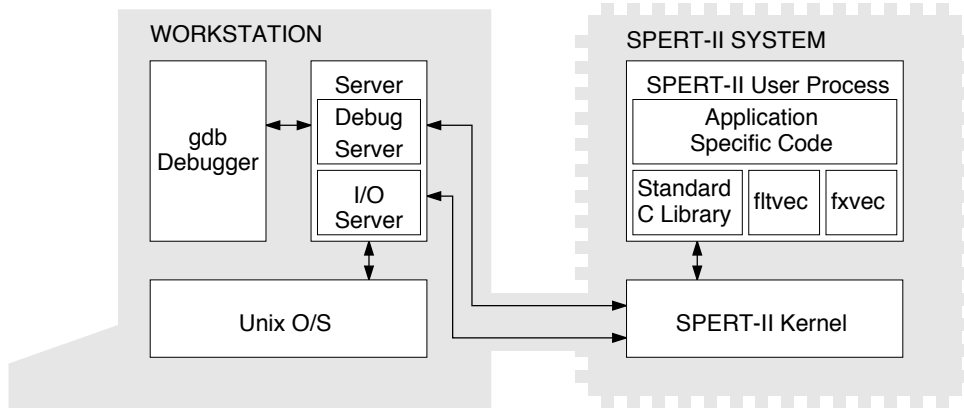 WORKSTATION
gdb
Debugger
Server
Debug
Server
I/O
Server
Unix O/S
SPERT-II SYSTEM
SPERT-II User Process
Application
Specific Code
Standard
C Library
fltvec
fxvec
SPERT-II Kernel